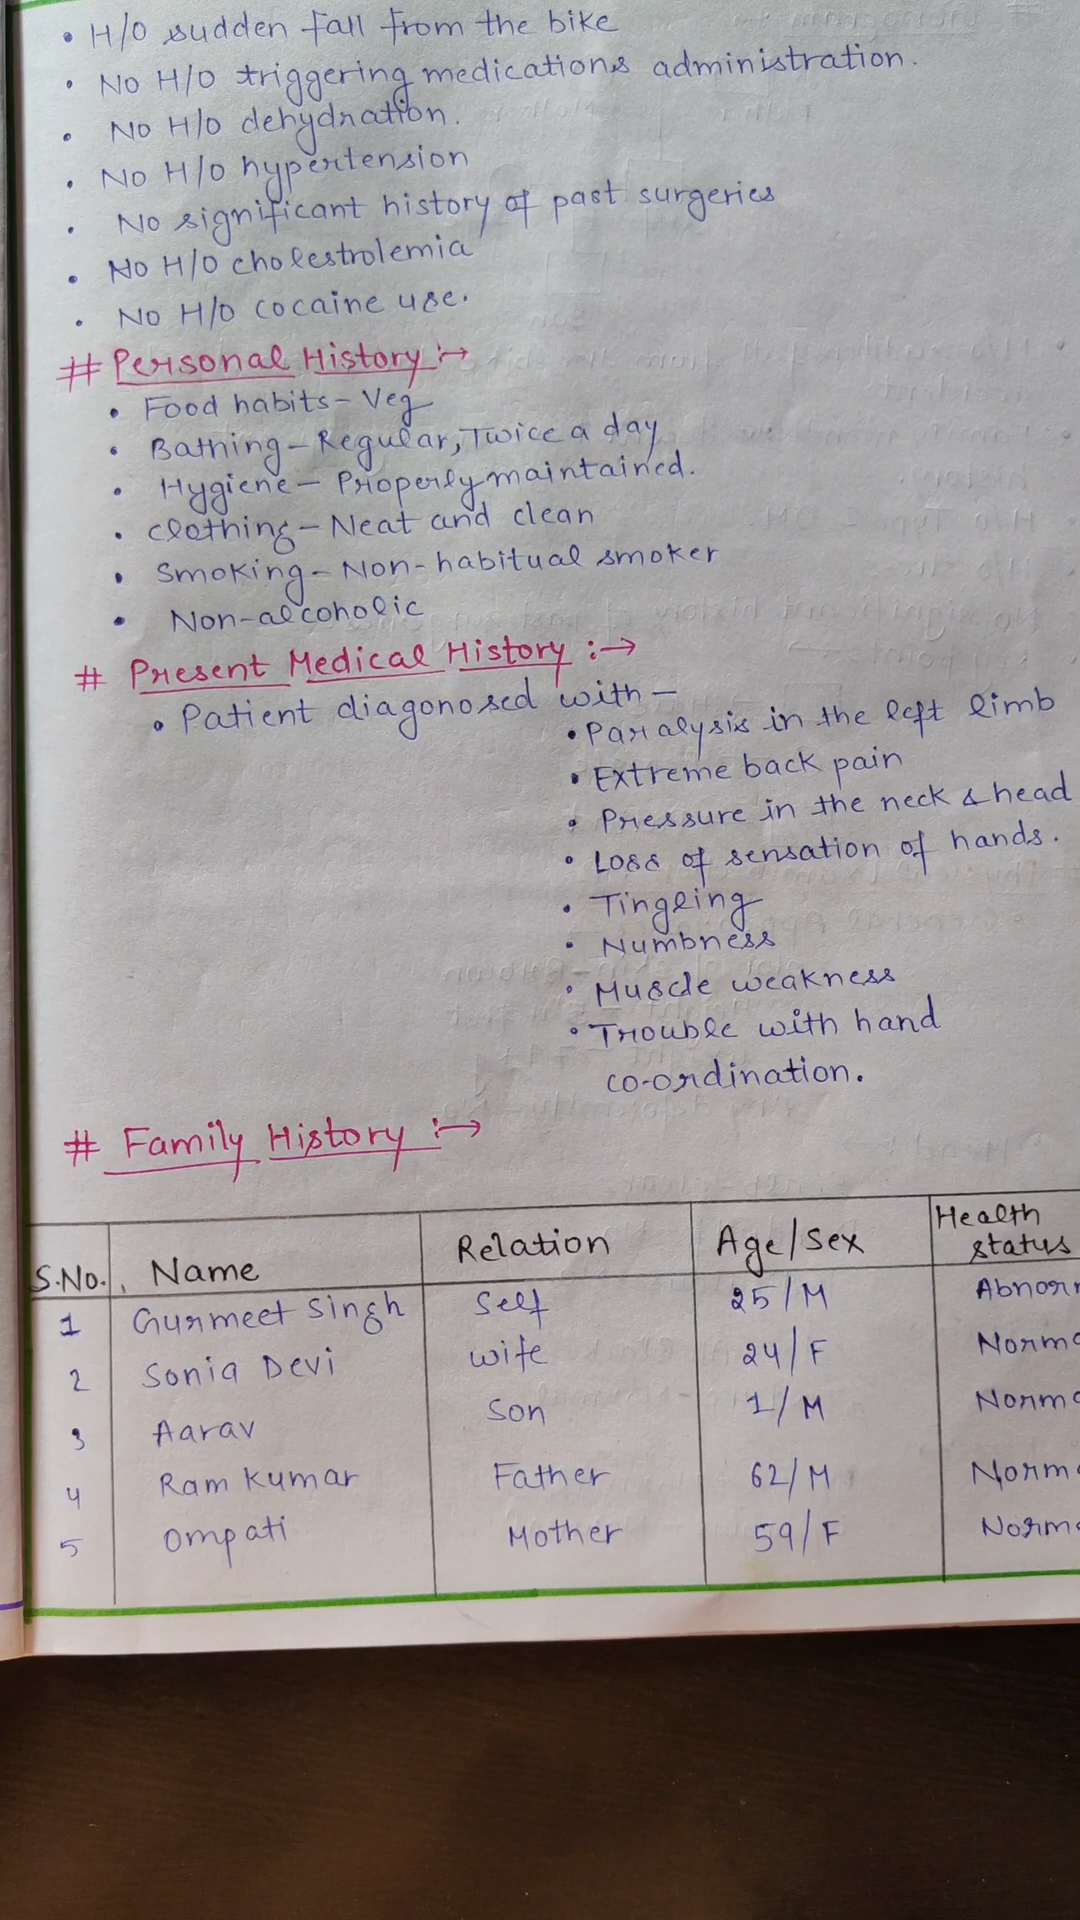 • H/O sudden fall from the bike
• No H/O triggering medications administration.
• No H/O dehydration.
• No H/O hypertension
• No significant history of past surgeries
• No H/O cholestrolemia
• No H/O cocaine use.
# Personal History :→
• Food habits - Veg
• Bathing - Regular, Twice a day
• Hygiene - Properly maintained.
• Clothing - Neat and clean
• Smoking - Non-habitual smoker
• Non-alcoholic
# Present Medical History :→
• Patient diagonosed with -
• Paralysis in the left limb
• Extreme back pain
• Pressure in the neck & head
• Loss of sensation of hands.
• Tingling
• Numbness
• Muscle weakness
• Trouble with hand
co-ordination.
# Family History :→
S.No. Name Relation Age/Sex Health status
1 Gurmeet Singh Self 25/M Abnor
2 Sonia Devi wife 24/F Norm
3 Aarav Son 1/M Norm
4 Ram Kumar Father 62/M Norm
5 Ompati Mother 59/F Norm